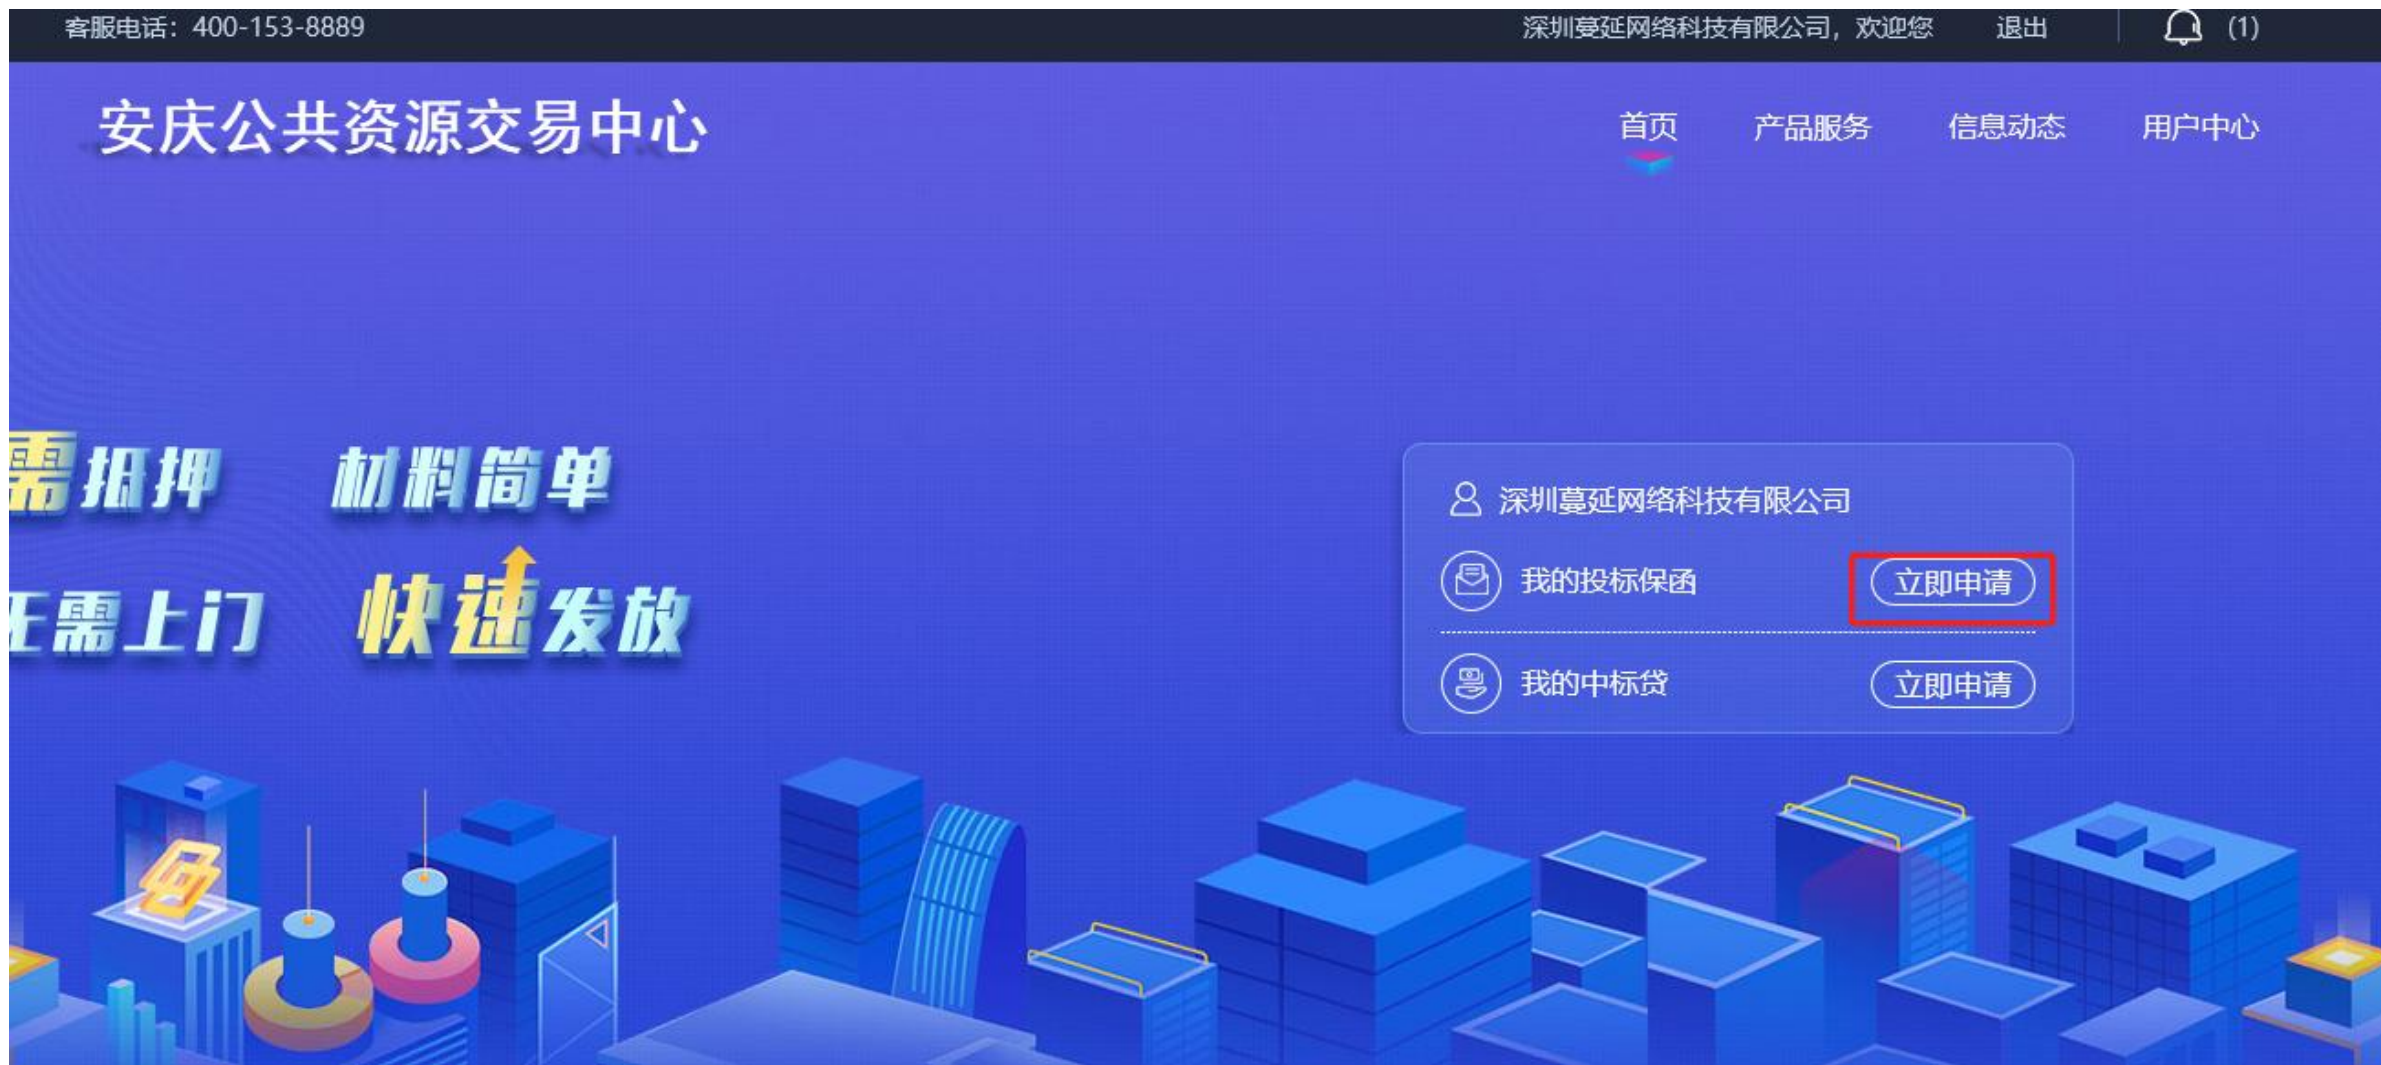 客服电话：400-153-8889
深圳蔓延网络科技有限公司，欢迎您 退出 (1)
安庆公共资源交易中心
首页 产品服务 信息动态 用户中心
需抵押 材料简单
无需上门 快速发放
深圳蔓延网络科技有限公司
我的投标保函 立即申请
我的中标贷 立即申请